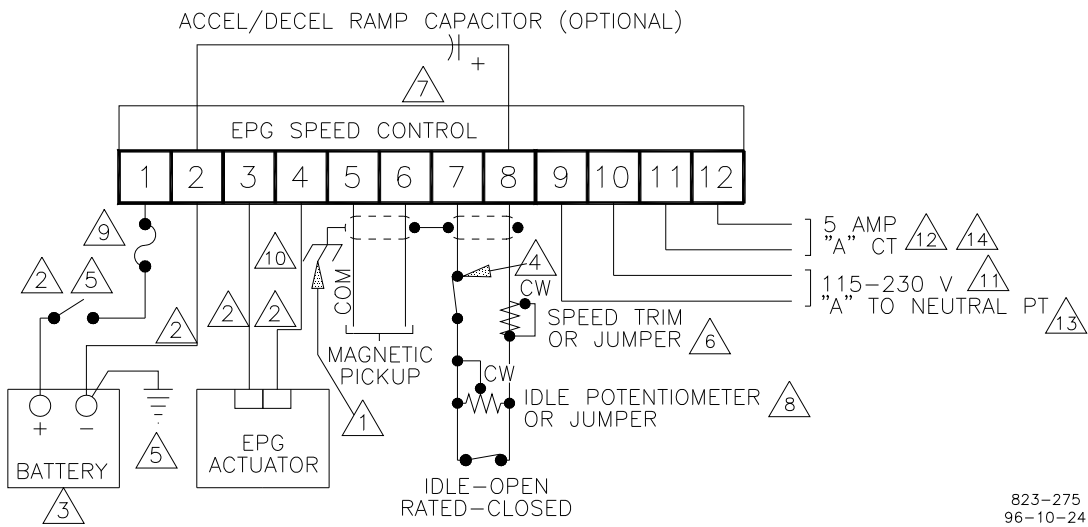 ACCEL/DECEL RAMP CAPACITOR (OPTIONAL)
+
7
EPG SPEED CONTROL
1 2 3 4 5 6 7 8 9 10 11 12
9
10
2 5
2
2 2
COM
4
CW
5 AMP
"A" CT 12 14
115-230 V 11
"A" TO NEUTRAL PT 13
SPEED TRIM
OR JUMPER 6
MAGNETIC
PICKUP
1
CW
IDLE POTENTIOMETER
OR JUMPER 8
+ -
BATTERY
3
5
EPG
ACTUATOR
IDLE-OPEN
RATED-CLOSED
823-275
96-10-24